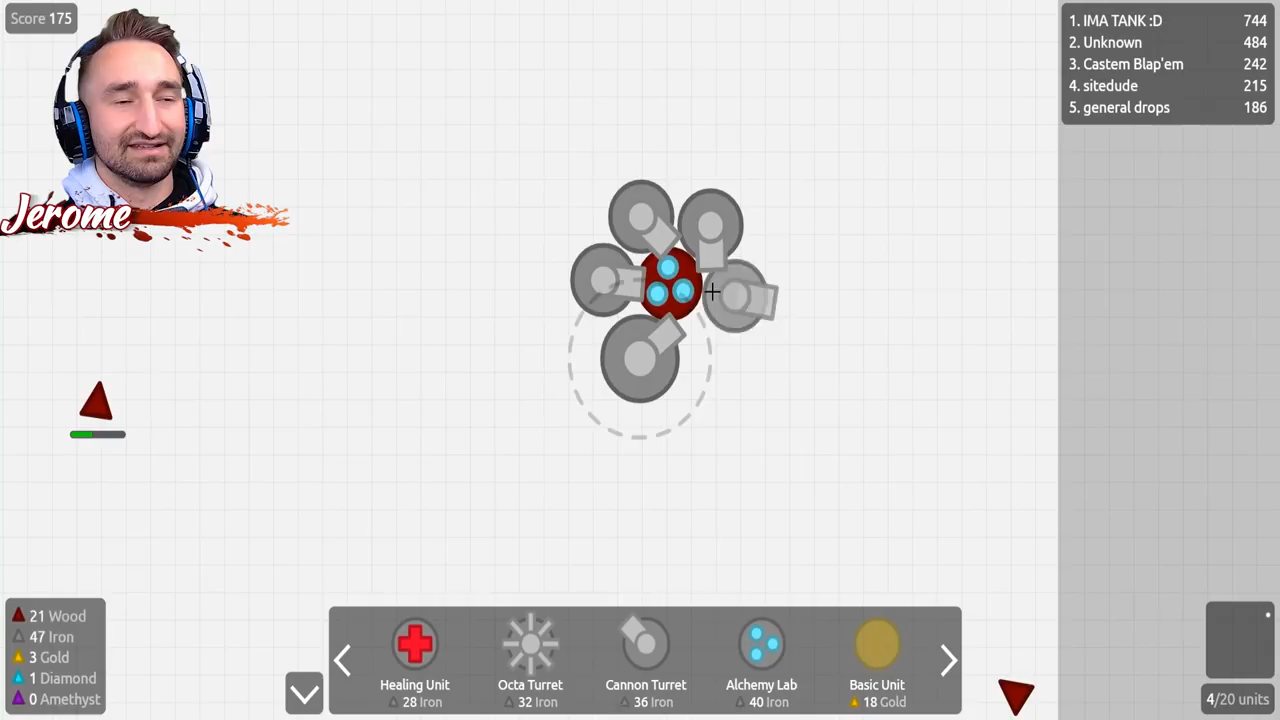 Score 175
Jerome
1. IMA TANK :D 744
2. Unknown 484
3. Castem Blap'em 242
4. sitedude 215
5. general drops 186
21 Wood
47 Iron
3 Gold
1 Diamond
0 Amethyst
Healing Unit
28 Iron
Octa Turret
32 Iron
Cannon Turret
36 Iron
Alchemy Lab
40 Iron
Basic Unit
18 Gold
4/20 units